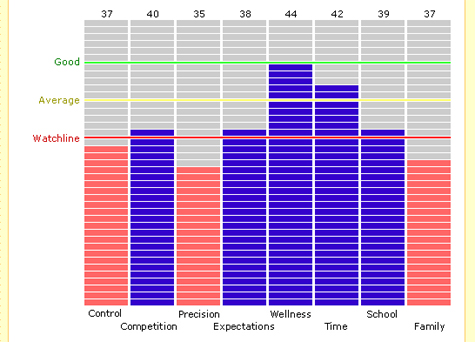 37 40 35 38 44 42 39 37
Good
Average
Watchline
Control Precision Wellness School
Competition Expectations Time Family